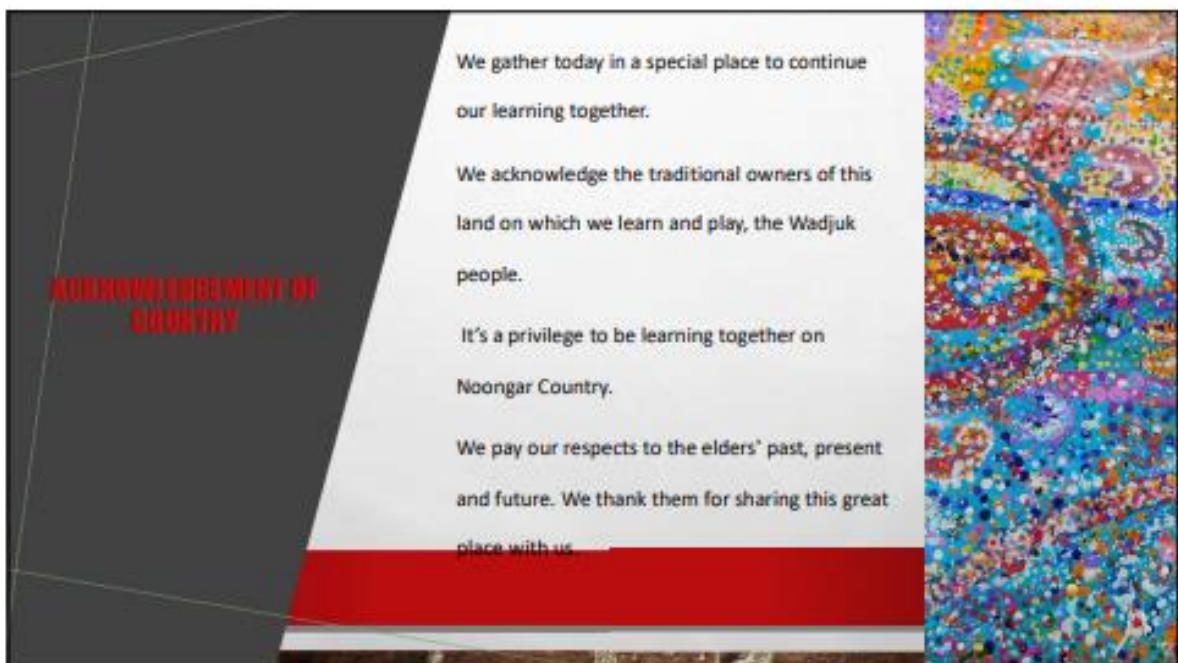 ACKNOWLEDGEMENT OF
COUNTRY
We gather today in a special place to continue
our learning together.
We acknowledge the traditional owners of this
land on which we learn and play, the Wadjuk
people.
It's a privilege to be learning together on
Noongar Country.
We pay our respects to the elders' past, present
and future. We thank them for sharing this great
place with us.